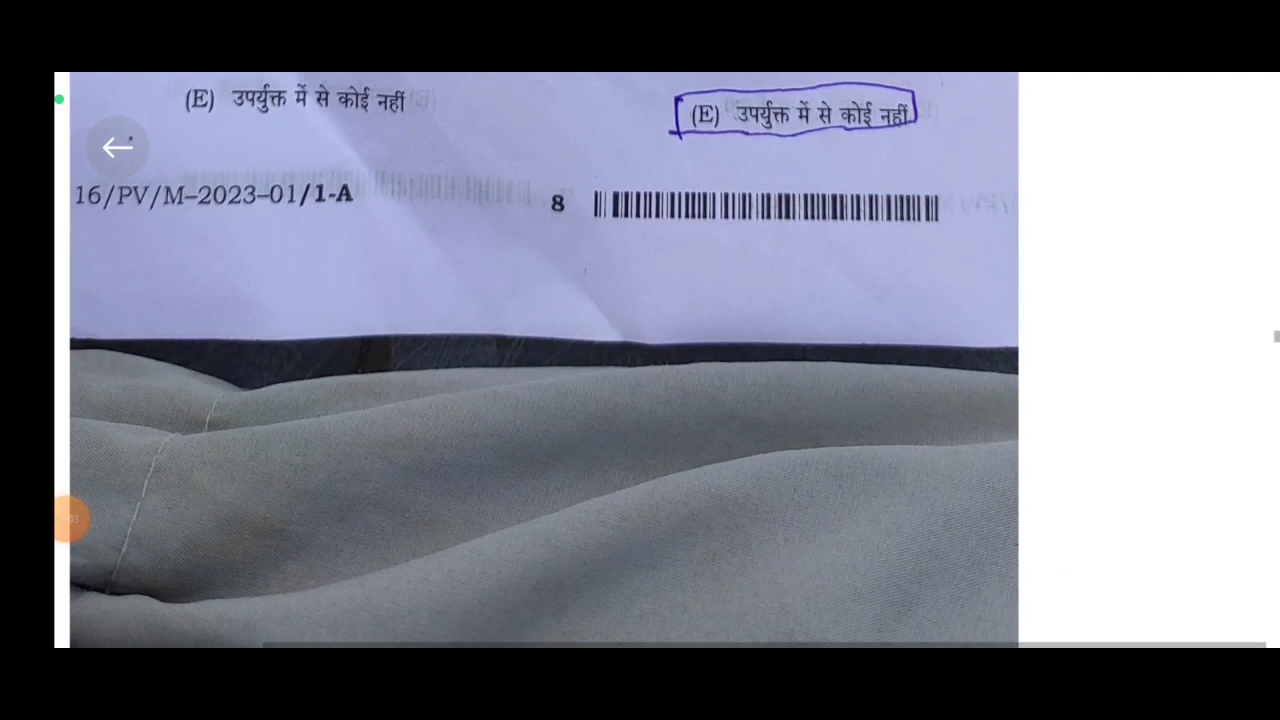 (E) उपर्युक्त में से कोई नहीं
(E) उपर्युक्त में से कोई नहीं
16/PV/M–2023–01/1-A
8